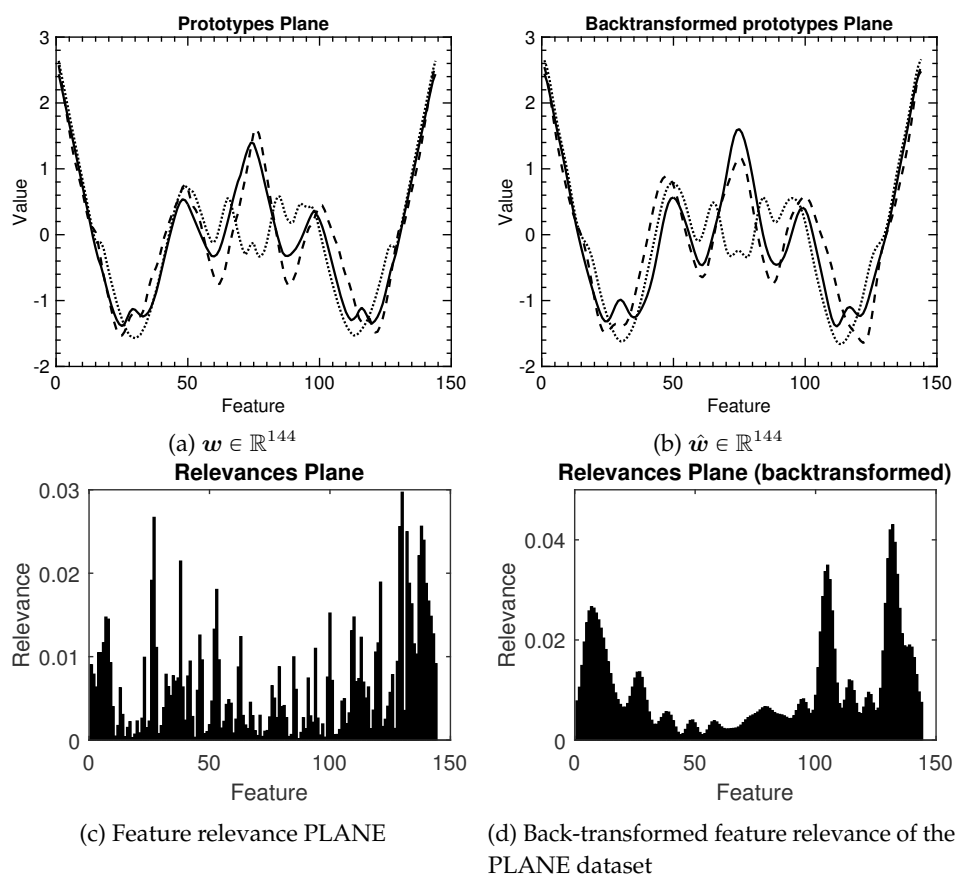 Prototypes Plane
3
2
1
0
-1
-2
Value
0
50
100
150
Feature
(a) w ∈ ℝ^144
Backtransformed prototypes Plane
3
2
1
0
-1
-2
Value
0
50
100
150
Feature
(b) ŵ ∈ ℝ^144
Relevances Plane
0.03
0.02
0.01
0
Relevance
0
50
100
150
Feature
(c) Feature relevance PLANE
Relevances Plane (backtransformed)
0.04
0.02
0
Relevance
0
50
100
150
Feature
(d) Back-transformed feature relevance of the
PLANE dataset